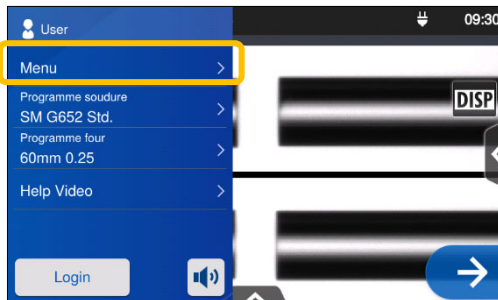 User
09:30
Menu
Programme soudure
SM G652 Std.
DISP
Programme four
60mm 0.25
Help Video
Login